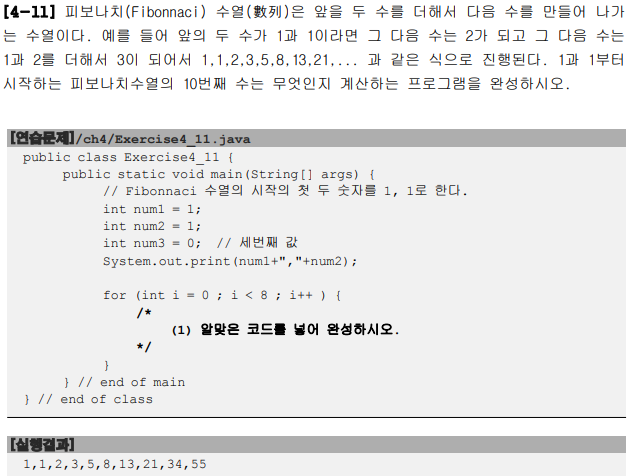 [4-11] 피보나치(Fibonnaci) 수열(數列)은 앞을 두 수를 더해서 다음 수를 만들어 나가
는 수열이다. 예를 들어 앞의 두 수가 1과 1이라면 그 다음 수는 2가 되고 그 다음 수는
1과 2를 더해서 3이 되어서 1,1,2,3,5,8,13,21,... 과 같은 식으로 진행된다. 1과 1부터
시작하는 피보나치수열의 10번째 수는 무엇인지 계산하는 프로그램을 완성하시오.
[연습문제]/ch4/Exercise4_11.java
public class Exercise4_11 {
public static void main(String[] args) {
// Fibonnaci 수열의 시작의 첫 두 숫자를 1, 1로 한다.
int num1 = 1;
int num2 = 1;
int num3 = 0; // 세번째 값
System.out.print(num1+","+num2);
for (int i = 0 ; i < 8 ; i++ ) {
/*
(1) 알맞은 코드를 넣어 완성하시오.
*/
}
} // end of main
} // end of class
[실행결과]
1,1,2,3,5,8,13,21,34,55